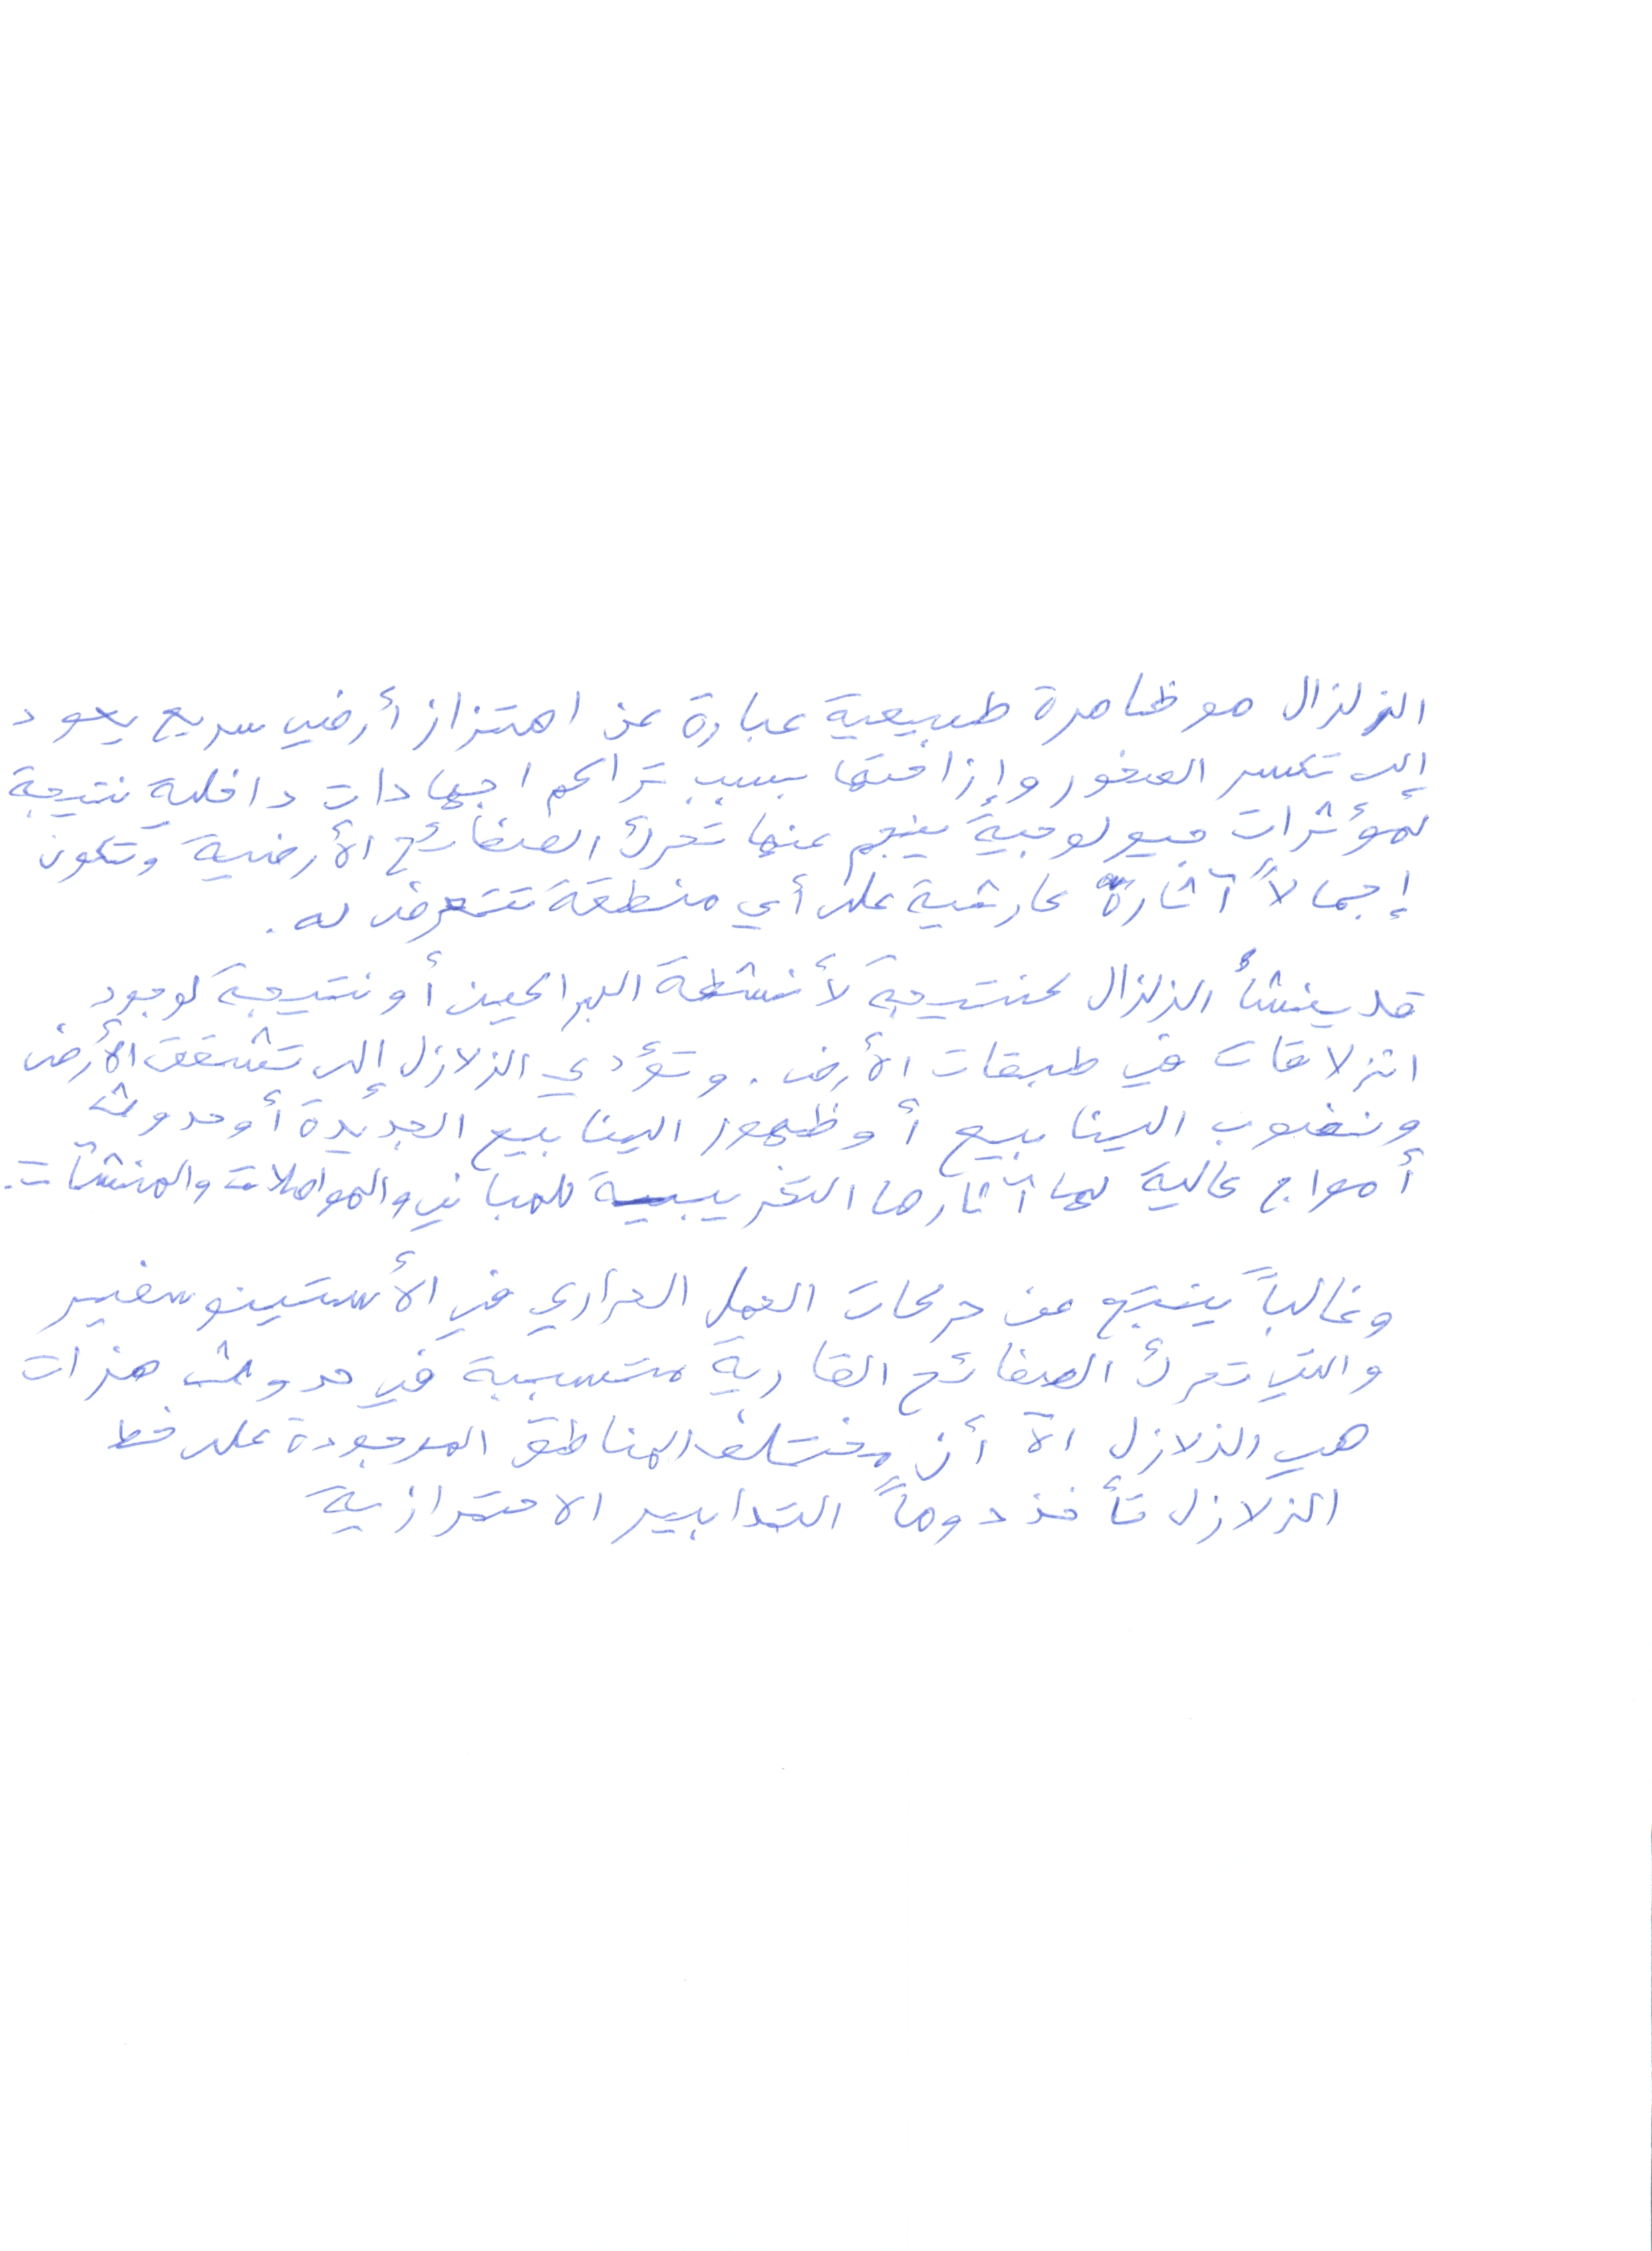 الزلزال هو ظاهرة طبيعية عبارة عن اهتزاز أرضي سريع يعود
إلى تكسر الصخور وإزاحتها بسبب تراكم اجهادات داخلية نتيجة
لمؤثرات جيولوجية ينجم عنها تحرك الصفائح الأرضية وتكون
إجمالاً آثاره كارثية على أي منطقة تتعرض له.
قد ينشأ الزلزال كنتيجة لأنشطة البراكين أو نتيجة لوجود
انزلاقات في طبقات الأرض. وتؤدي الزلازل إلى تشقق الأرض
ونضوب الينابيع أو ظهور الينابيع الجديدة أو حدوث
أمواج عالية لها آثارها التخريبية للمباني والمواصلات والمنشآت.
وغالباً ينتج عن حركات الحمل الحراري في الأستينوسفير
والتي تحرك الصفائح القارية متسببة في حدوث هزات
هي الزلازل الآ أن مختلف المناطق الموجودة على خط
الزلازل تأخذ دوماً التدابير الاحترازية